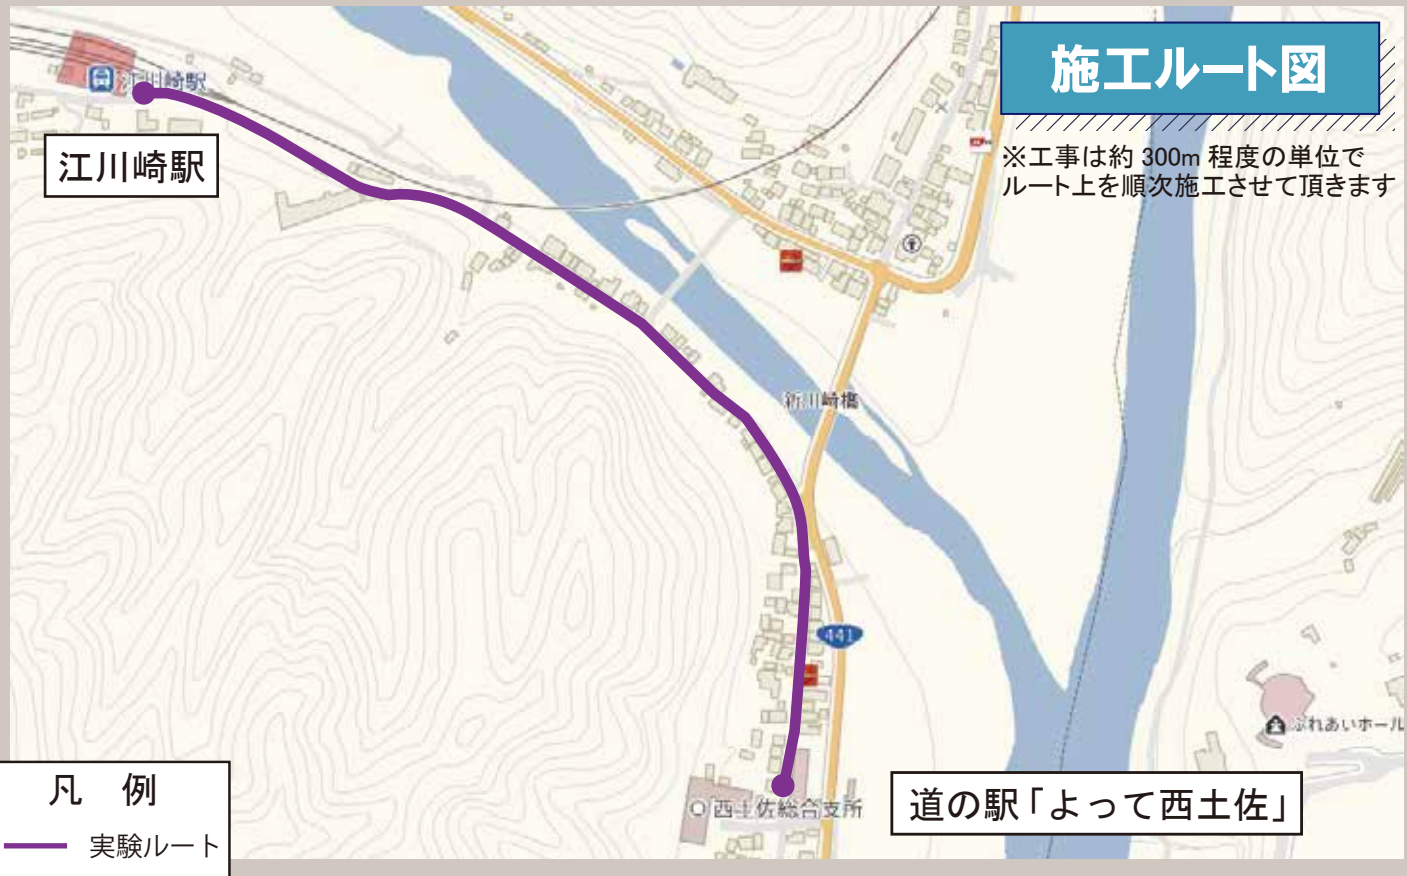 施工ルート図
※工事は約 300m 程度の単位で
ルート上を順次施工させて頂きます
江川崎駅
江川崎駅
新川崎橋
441
ふれあいホール
西土佐総合支所
道の駅「よって西土佐」
凡 例
実験ルート